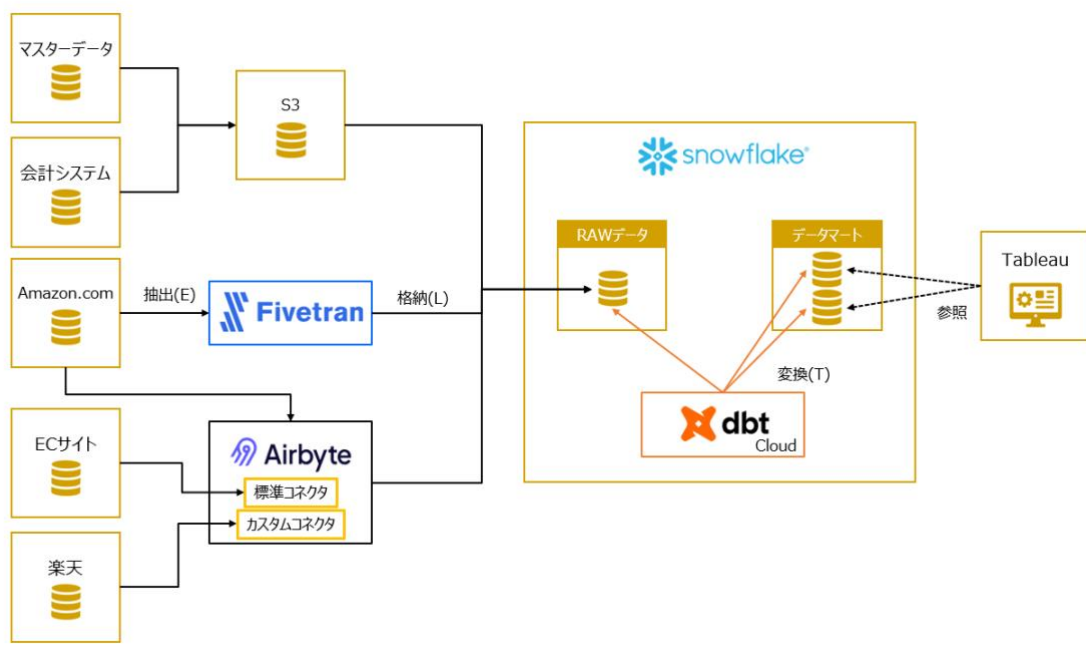 マスターデータ
S3
会計システム
snowflake®
RAWデータ
データマート
Tableau
Amazon.com
抽出(E)
Fivetran
格納(L)
参照
変換(T)
dbt
Cloud
ECサイト
Airbyte
標準コネクタ
カスタムコネクタ
楽天